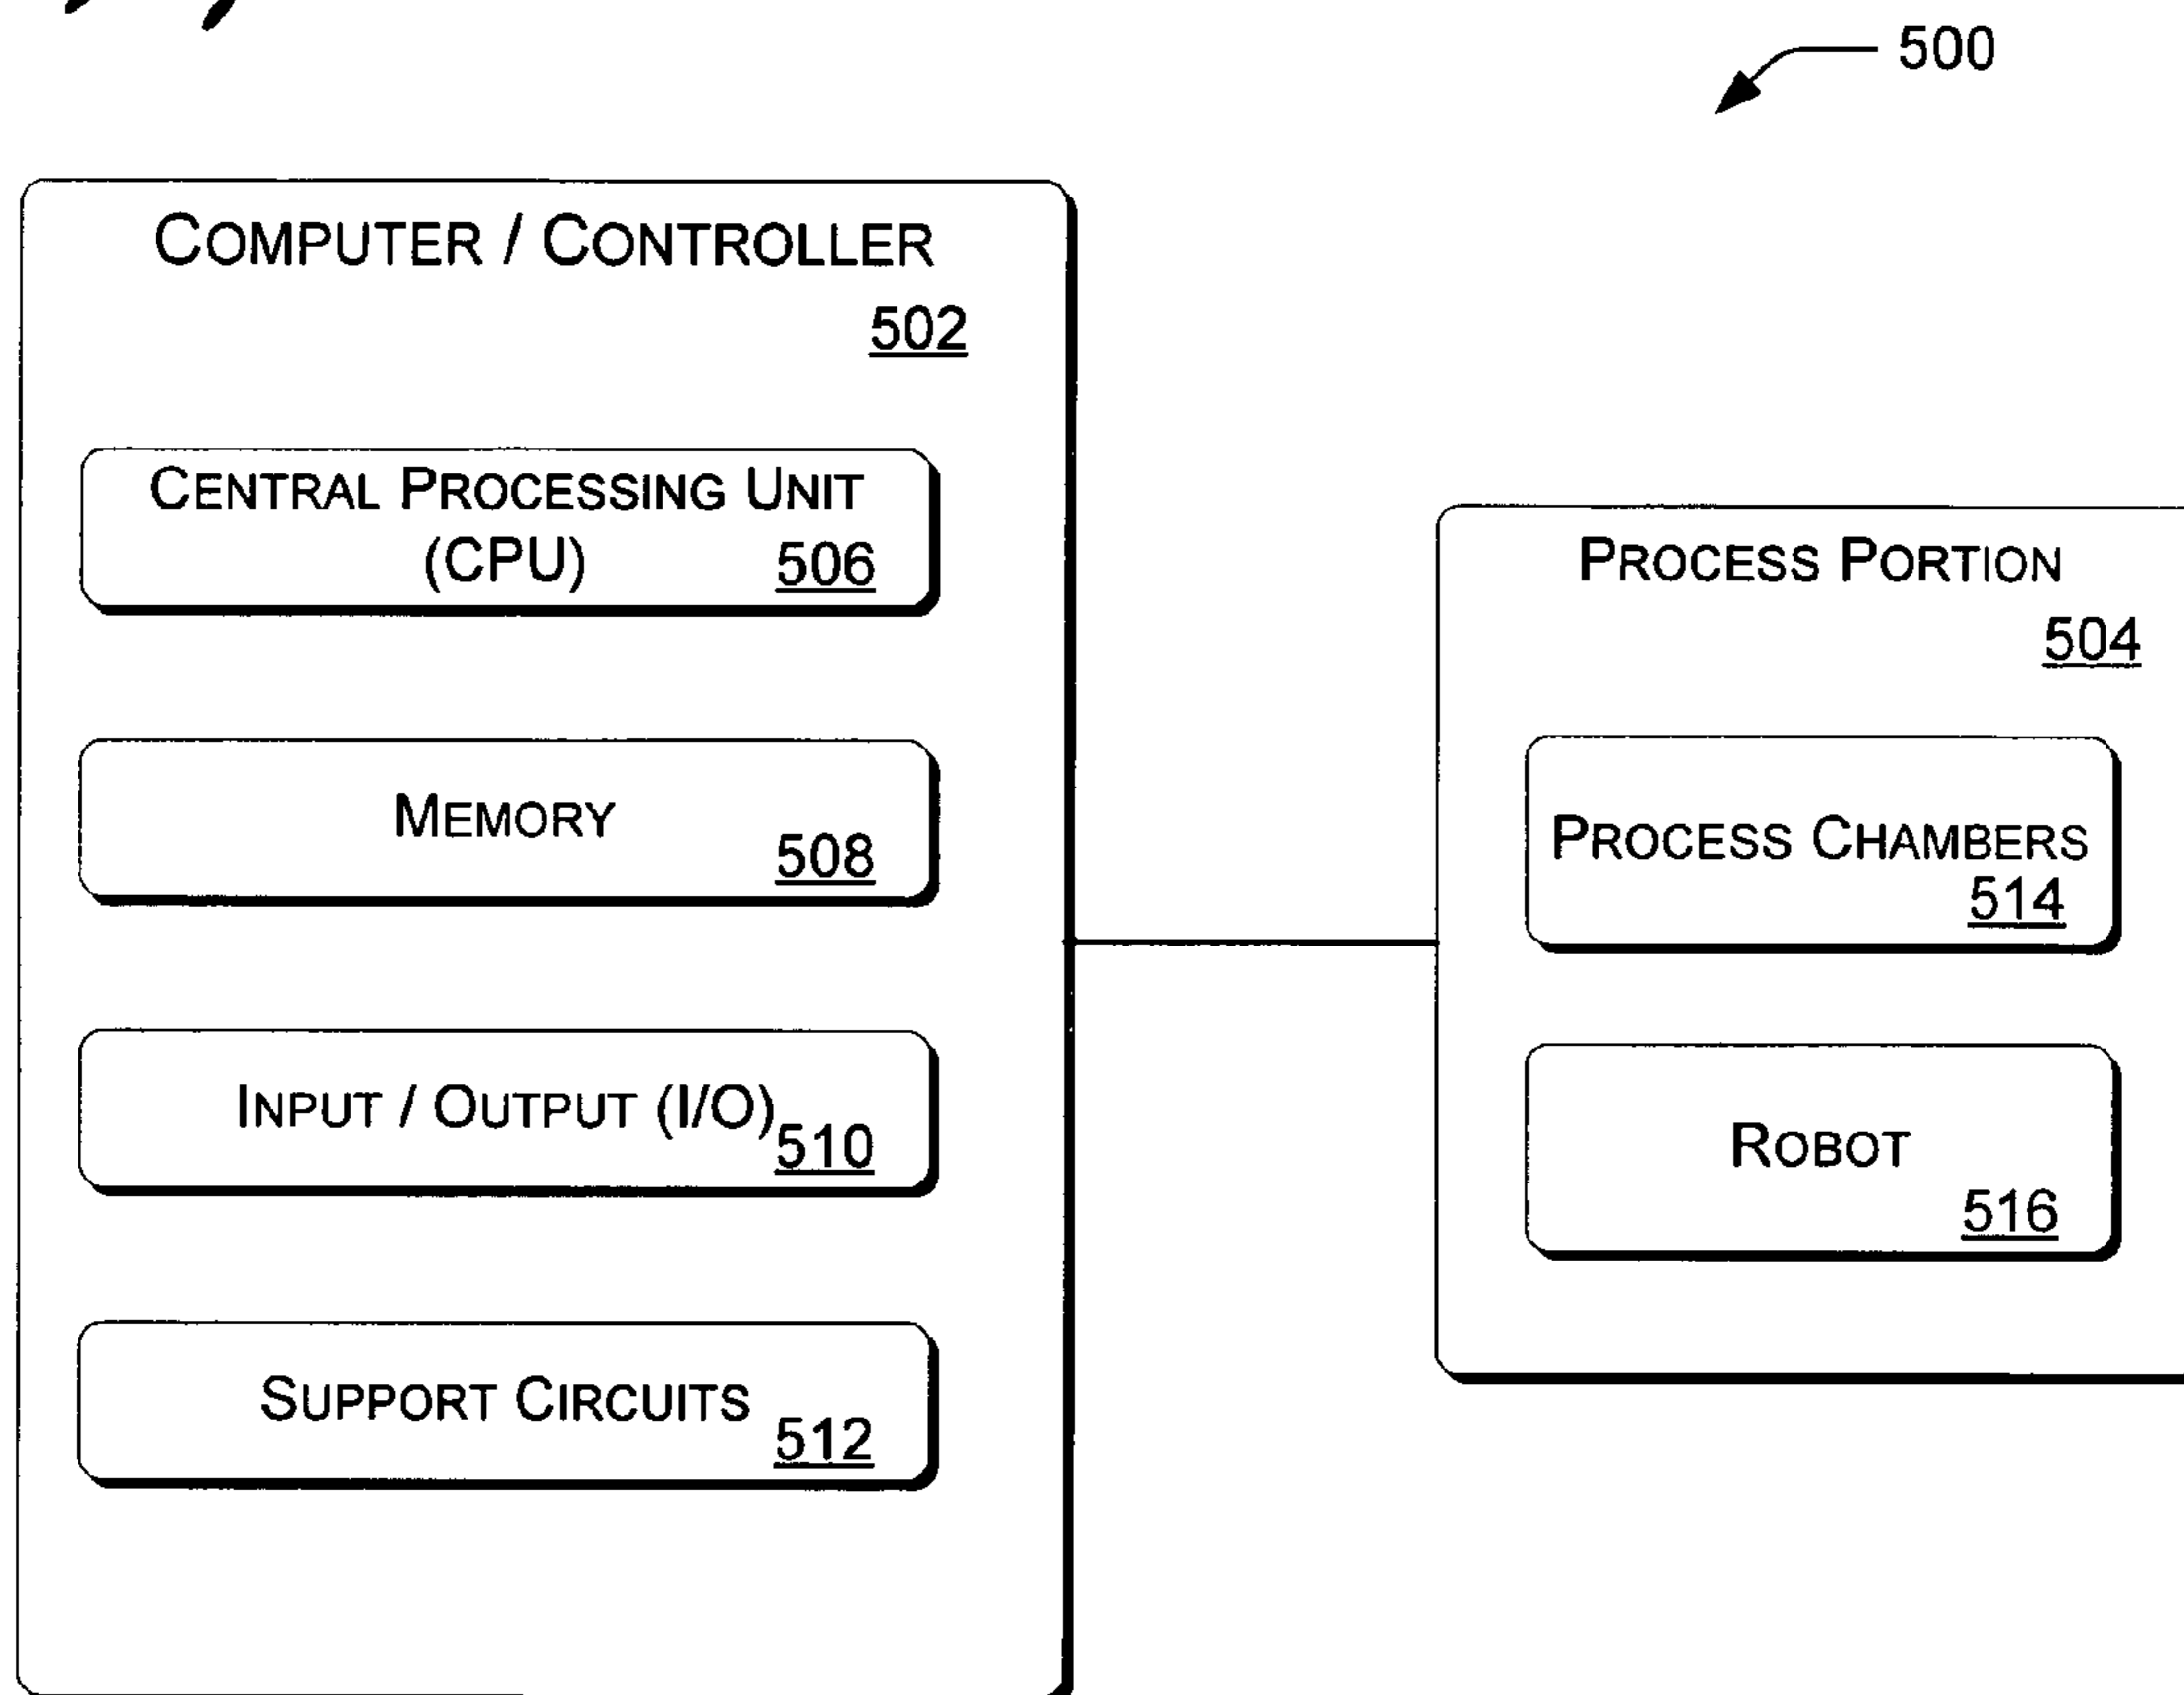 500
COMPUTER / CONTROLLER
502
CENTRAL PROCESSING UNIT
(CPU) 506
MEMORY
508
INPUT / OUTPUT (I/O)
510
SUPPORT CIRCUITS
512
PROCESS PORTION
504
PROCESS CHAMBERS
514
ROBOT
516